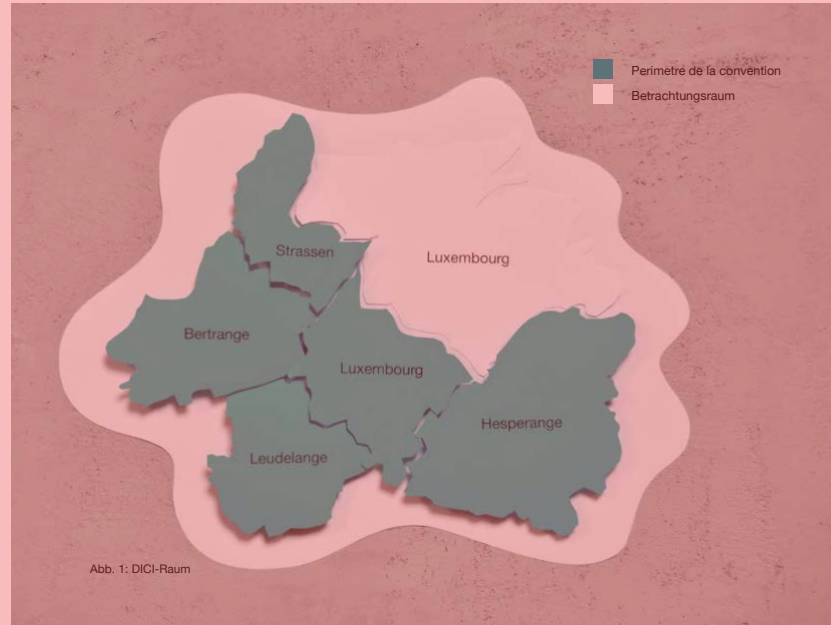 Perimetre de la convention
Betrachtungsraum
Strassen
Luxembourg
Bertrange
Luxembourg
Hesperange
Leudelange
Abb. 1: DICI-Raum